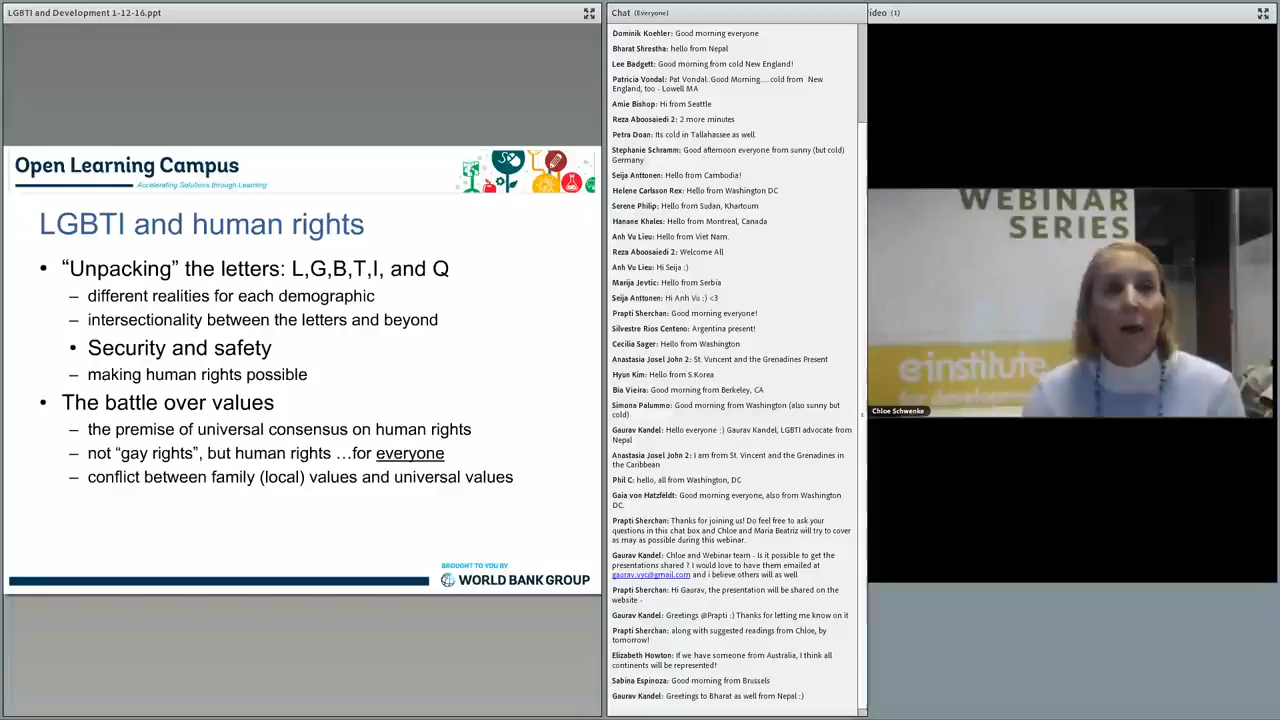 LGBTI and Development 1-12-16.ppt
Open Learning Campus
Accelerating Solutions through Learning
LGBTI and human rights
• “Unpacking” the letters: L,G,B,T,I, and Q
– different realities for each demographic
– intersectionality between the letters and beyond
• Security and safety
– making human rights possible
• The battle over values
– the premise of universal consensus on human rights
– not “gay rights”, but human rights …for everyone
– conflict between family (local) values and universal values
BROUGHT TO YOU BY
WORLD BANK GROUP
Chat (Everyone)
Dominik Koehler: Good morning everyone
Bharat Shrestha: hello from Nepal
Lee Badgett: Good morning from cold New England!
Patricia Vondal: Pat Vondal..Good Morning.....cold from New
England, too - Lowell MA
Amie Bishop: Hi from Seattle
Reza Aboosaiedi 2: 2 more minutes
Petra Doan: Its cold in Tallahassee as well.
Stephanie Schramm: Good afternoon everyone from sunny (but cold)
Germany
Seija Anttonen: Hello from Cambodia!
Helene Carlsson Rex: Hello from Washington DC
Serene Philip: Hello from Sudan, Khartoum
Hanane Khales: Hello from Montreal, Canada
Anh Vu Lieu: Hello from Viet Nam.
Reza Aboosaiedi 2: Welcome All
Anh Vu Lieu: Hi Seija :)
Marija Jevtic: Hello from Serbia
Seija Anttonen: Hi Anh Vu :) <3
Prapti Sherchan: Good morning everyone!
Silvestre Rios Centeno: Argentina present!
Cecilia Sager: Hello from Washington
Anastasia Josel John 2: St. Vuncent and the Grenadines Present
Hyun Kim: Hello from S.Korea
Bia Vieira: Good morning from Berkeley, CA
Simona Palummo: Good morning from Washington (also sunny but
cold)
Gaurav Kandel: Hello everyone :) Gaurav Kandel, LGBTI advocate from
Nepal
Anastasia Josel John 2: I am from St. Vincent and the Grenadines in
the Caribbean
Phil C: hello, all from Washington, DC
Gaia von Hatzfeldt: Good morning everyone, also from Washington
DC.
Prapti Sherchan: Thanks for joining us! Do feel free to ask your
questions in this chat box and Chloe and Maria Beatriz will try to cover
as may as possible during this webinar.
Gaurav Kandel: Chloe and Webinar team - Is it possible to get the
presentations shared ? I would love to have them emailed at
gaurav.vyc@gmail.com and i believe others will as well
Prapti Sherchan: Hi Gaurav, the presentation will be shared on the
website -
Gaurav Kandel: Greetings @Prapti :) Thanks for letting me know on it
Prapti Sherchan: along with suggested readings from Chloe, by
tomorrow!
Elizabeth Howton: If we have someone from Australia, I think all
continents will be represented!
Sabina Espinoza: Good morning from Brussels
Gaurav Kandel: Greetings to Bharat as well from Nepal :)
ideo (1)
WEBINAR
SERIES
e-institute
for development
Chloe Schwenke